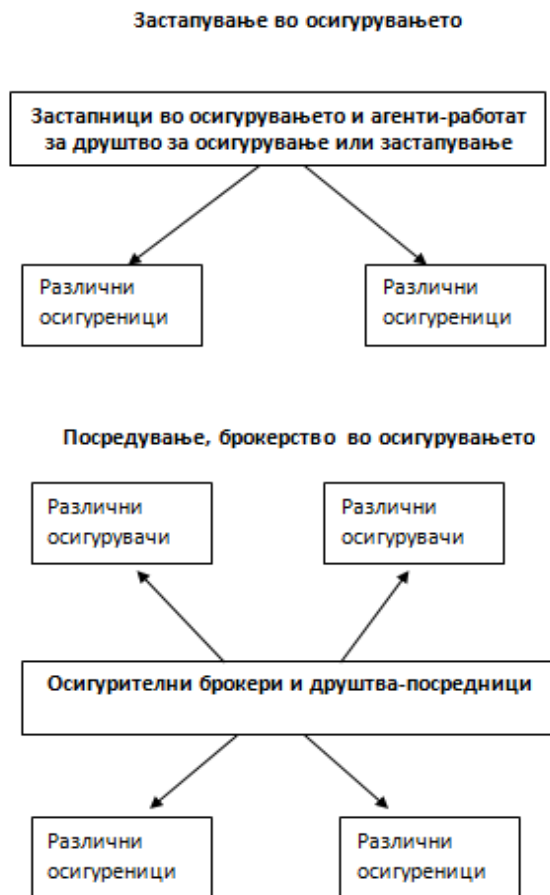 Застапување во осигурувањето
Застапници во осигурувањето и агенти-работат
за друштво за осигурување или застапување
Различни
осигуреници
Различни
осигуреници
Посредување, брокерство во осигурувањето
Различни
осигурувачи
Различни
осигурувачи
Осигурителни брокери и друштва-посредници
Различни
осигуреници
Различни
осигуреници